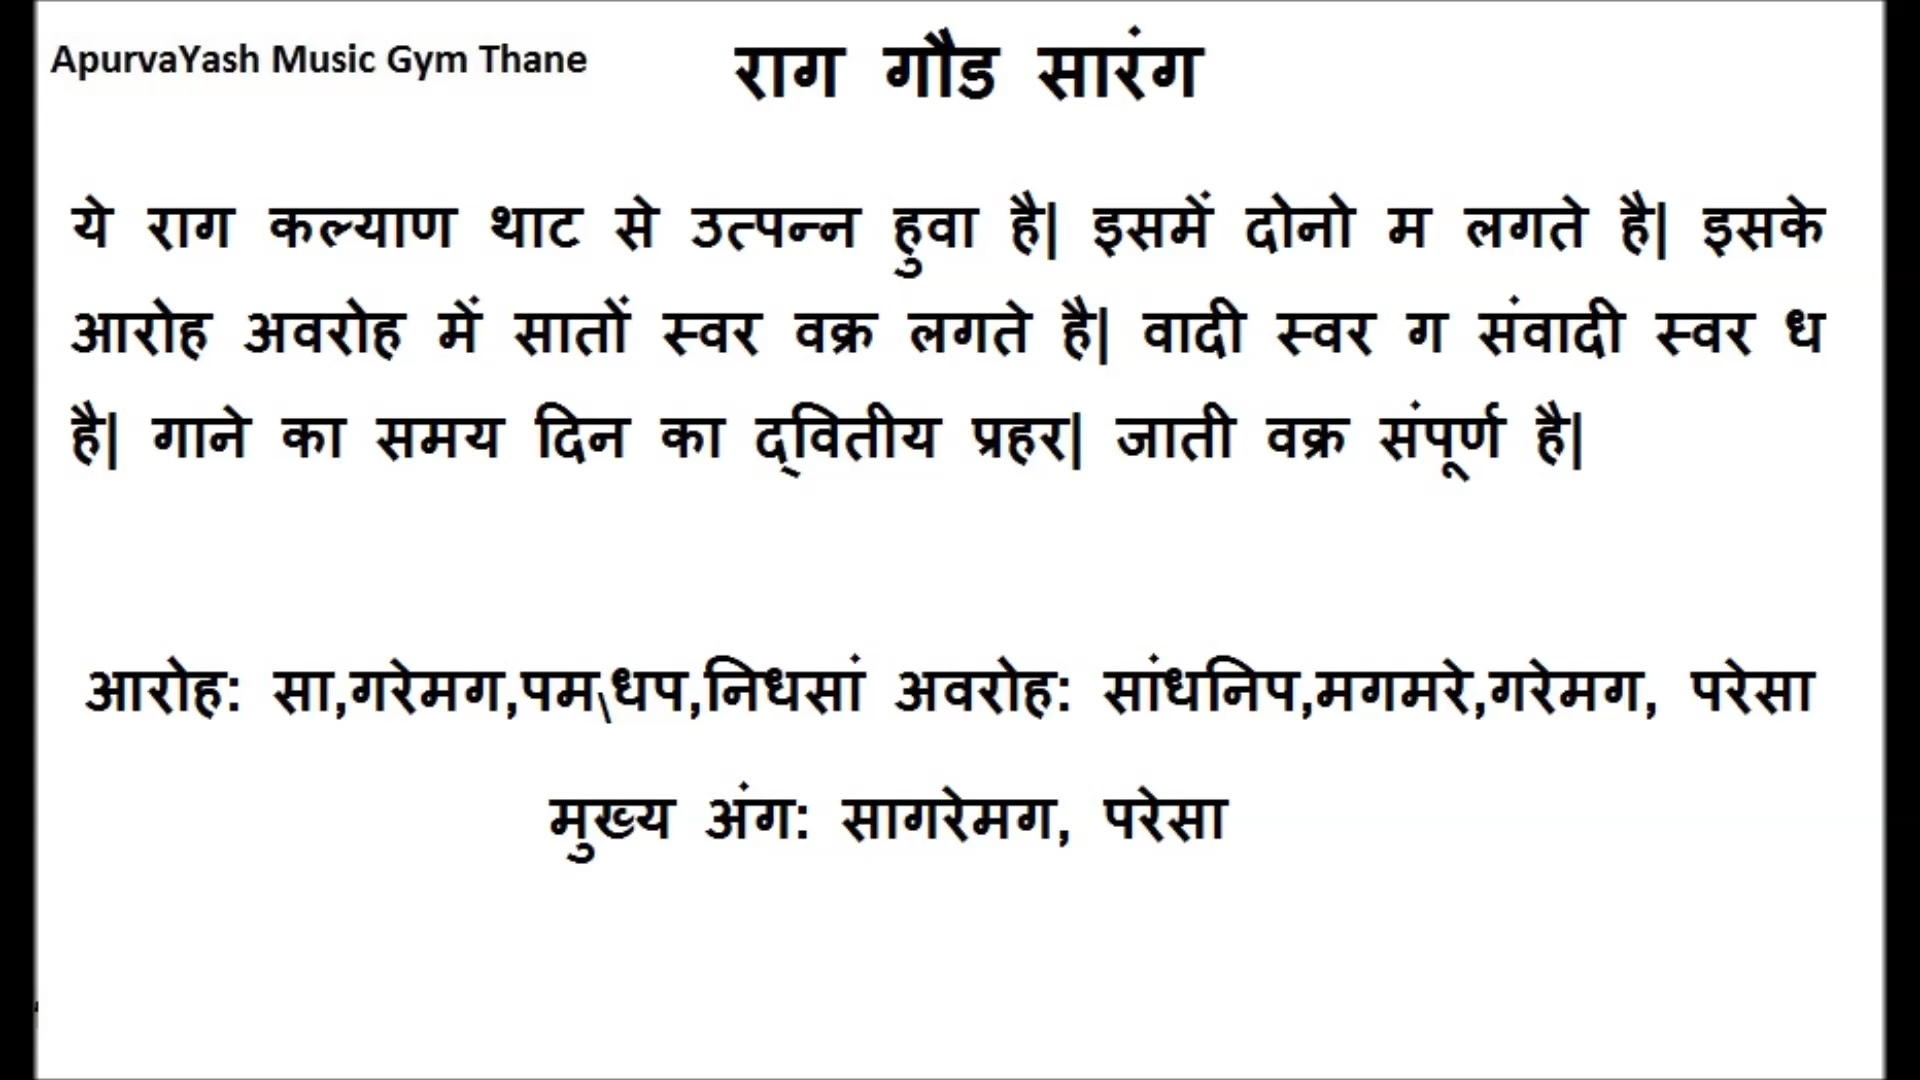 ApurvaYash Music Gym Thane
राग गौड सारंग
ये राग कल्याण थाट से उत्पन्न हुवा है| इसमें दोनो म लगते है| इसके
आरोह अवरोह में सातों स्वर वक्र लगते है| वादी स्वर ग संवादी स्वर ध
है| गाने का समय दिन का द्वितीय प्रहर| जाती वक्र संपूर्ण है|
आरोह: सा,गरेमग,पम\धप,निधसां अवरोह: सांधनिप,मगमरे,गरेमग, परेसा
मुख्य अंग: सागरेमग, परेसा